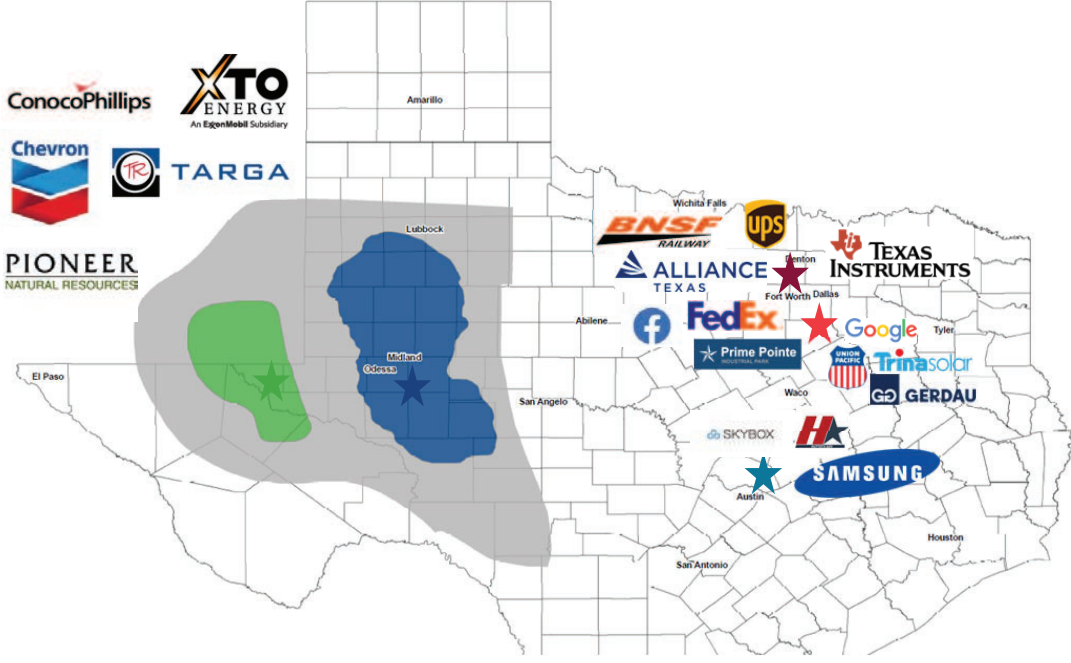 ConocoPhillips
XTO
ENERGY
An ExxonMobil Subsidiary
Chevron
TR
TARGA
PIONEER
NATURAL RESOURCES
Amarillo
Lubbock
Midland
Odessa
El Paso
San Angelo
Abilene
Wichita Falls
BNSF
RAILWAY
ups
Denton
TEXAS
INSTRUMENTS
ALLIANCE
TEXAS
Fort Worth
Dallas
f
FedEx
Google
Tyler
Prime Pointe
INDUSTRIAL PARK
UNION
PACIFIC
Trinasolar
GERDAU
Waco
SKYBOX
H
SAMSUNG
Austin
Houston
San Antonio